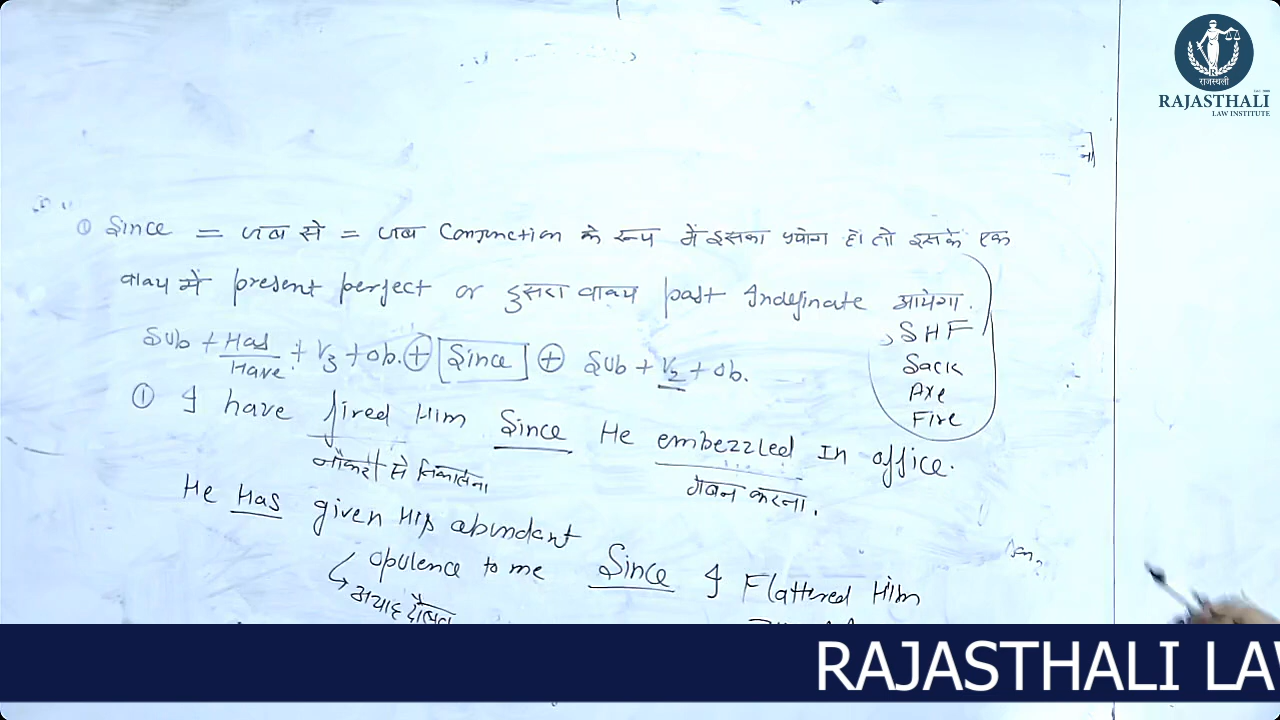 राजस्थली
RAJASTHALI
LAW INSTITUTE
① Since = जब से = जब Conjunction के रूप में इसका प्रयोग हो तो इसके एक
वाक्य में present perfect or दुसरा वाक्य past Indefinate आयेगा.
Sub + Has/Have + V3 + ob. + Since + Sub + V2 + ob.
SHF
Sack
Axe
Fire
① I have fired Him Since He embezzled In office.
नौकरी से निकालना
गबन करना.
He Has given His abundant
opulence to me Since I Flattered Him
RAJASTHALI LAW